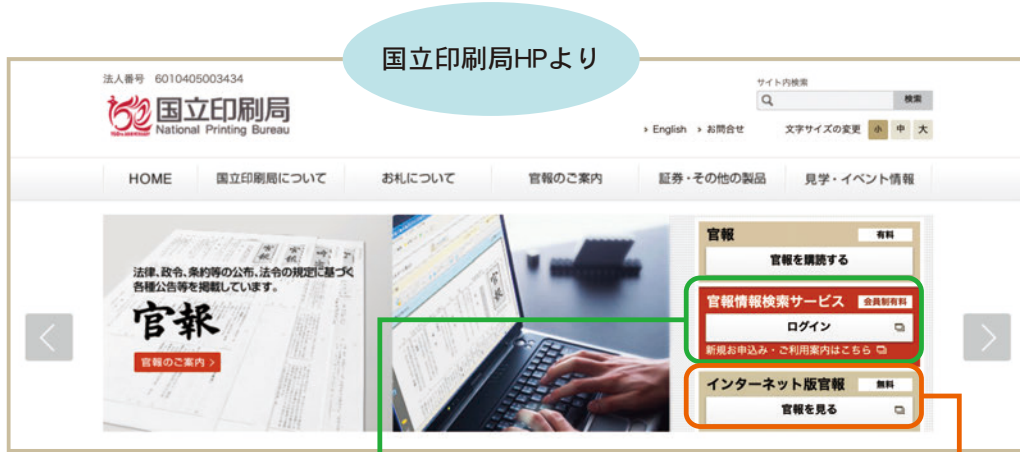 国立印刷局HPより
法人番号 6010405003434
国立印刷局
National Printing Bureau
サイト内検索
検索
English お問合せ 文字サイズの変更 小 中 大
HOME 国立印刷局について お札について 官報のご案内 証券・その他の製品 見学・イベント情報
法律、政令、条約等の公布、法令の規定に基づく
各種公告等を掲載しています。
官報
官報のご案内 >
官報 有料
官報を購読する
官報情報検索サービス 会員制有料
ログイン
新規お申込み・ご利用案内はこちら
インターネット版官報 無料
官報を見る